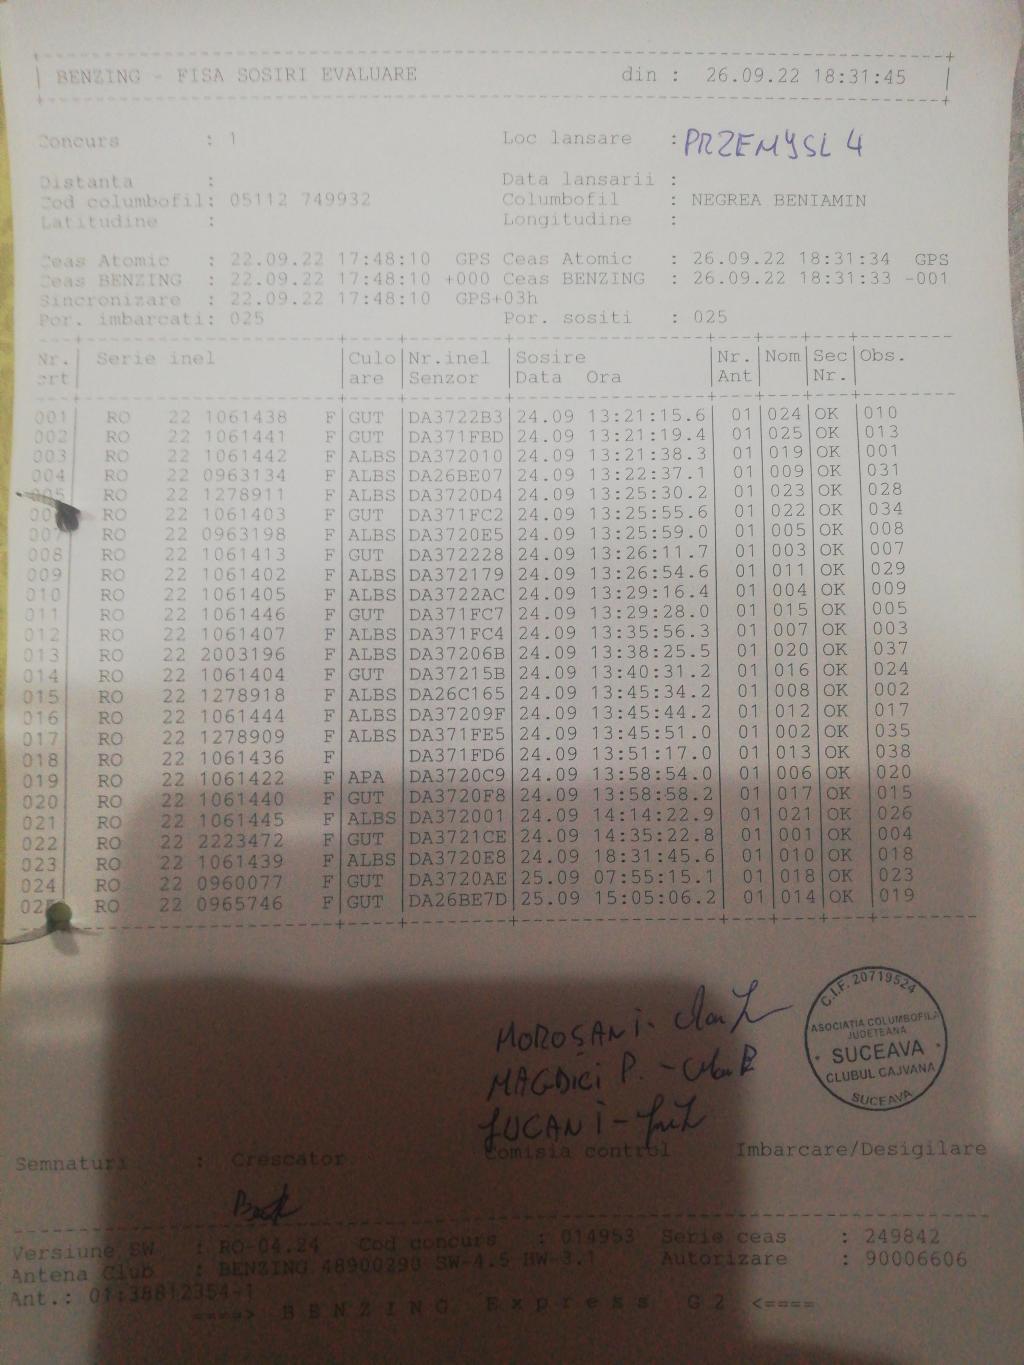 BENZING - FISA SOSIRI EVALUARE din : 26.09.22 18:31:45
Concurs : 1 Loc lansare : PRZEMYSL 4
Distanta : Data lansarii :
Cod columbofil: 05112 749932 Columbofil : NEGREA BENIAMIN
Latitudine : Longitudine :
Ceas Atomic : 22.09.22 17:48:10 GPS Ceas Atomic : 26.09.22 18:31:34 GPS
Ceas BENZING : 22.09.22 17:48:10 +000 Ceas BENZING : 26.09.22 18:31:33 -001
Sincronizare : 22.09.22 17:48:10 GPS+03h
Por. imbarcati: 025 Por. sositi : 025
Nr. Serie inel Culo Nr.inel Sosire Nr. Nom Sec Obs.
crt are Senzor Data Ora Ant Nr.
001 RO 22 1061438 F GUT DA3722B3 24.09 13:21:15.6 01 024 OK 010
002 RO 22 1061441 F GUT DA371FBD 24.09 13:21:19.4 01 025 OK 013
003 RO 22 1061442 F ALBS DA372010 24.09 13:21:38.3 01 019 OK 001
004 RO 22 0963134 F ALBS DA26BE07 24.09 13:22:37.1 01 009 OK 031
005 RO 22 1278911 F ALBS DA3720D4 24.09 13:25:30.2 01 023 OK 028
RO 22 1061403 F GUT DA371FC2 24.09 13:25:55.6 01 022 OK 034
007 RO 22 0963198 F ALBS DA3720E5 24.09 13:25:59.0 01 005 OK 008
008 RO 22 1061413 F GUT DA372228 24.09 13:26:11.7 01 003 OK 007
009 RO 22 1061402 F ALBS DA372179 24.09 13:26:54.6 01 011 OK 029
010 RO 22 1061405 F ALBS DA3722AC 24.09 13:29:16.4 01 004 OK 009
011 RO 22 1061446 F GUT DA371FC7 24.09 13:29:28.0 01 015 OK 005
012 RO 22 1061407 F ALBS DA371FC4 24.09 13:35:56.3 01 007 OK 003
013 RO 22 2003196 F ALBS DA37206B 24.09 13:38:25.5 01 020 OK 037
014 RO 22 1061404 F GUT DA37215B 24.09 13:40:31.2 01 016 OK 024
015 RO 22 1278918 F ALBS DA26C165 24.09 13:45:34.2 01 008 OK 002
016 RO 22 1061444 F ALBS DA37209F 24.09 13:45:44.2 01 012 OK 017
017 RO 22 1278909 F ALBS DA371FE5 24.09 13:45:51.0 01 002 OK 035
018 RO 22 1061436 F DA371FD6 24.09 13:51:17.0 01 013 OK 038
019 RO 22 1061422 F APA DA3720C9 24.09 13:58:54.0 01 006 OK 020
020 RO 22 1061440 F GUT DA3720F8 24.09 13:58:58.2 01 017 OK 015
021 RO 22 1061445 F ALBS DA372001 24.09 14:14:22.9 01 021 OK 026
022 RO 22 2223472 F GUT DA3721CE 24.09 14:35:22.8 01 001 OK 004
023 RO 22 1061439 F ALBS DA3720E8 24.09 18:31:45.6 01 010 OK 018
024 RO 22 0960077 F GUT DA3720AE 25.09 07:55:15.1 01 018 OK 023
025 RO 22 0965746 F GUT DA26BE7D 25.09 15:05:06.2 01 014 OK 019
C.I.F. 20719524
ASOCIATIA COLUMBOFILA
JUDETEANA
SUCEAVA
CLUBUL CAJVANA
SUCEAVA
MOROȘAN I -
MAGDICI P. -
ȚUCAN I -
Semnaturi : Crescator Comisia control Imbarcare/Desigilare
Versiune SW : RO-04.24 Cod concurs : 014953 Serie ceas : 249842
Antena Club : BENZING 48900290 SW-4.5 HW-3.1 Autorizare : 90006606
Ant.: 01:38812354-1
====> B E N Z I N G E x p r e s s G 2 <====